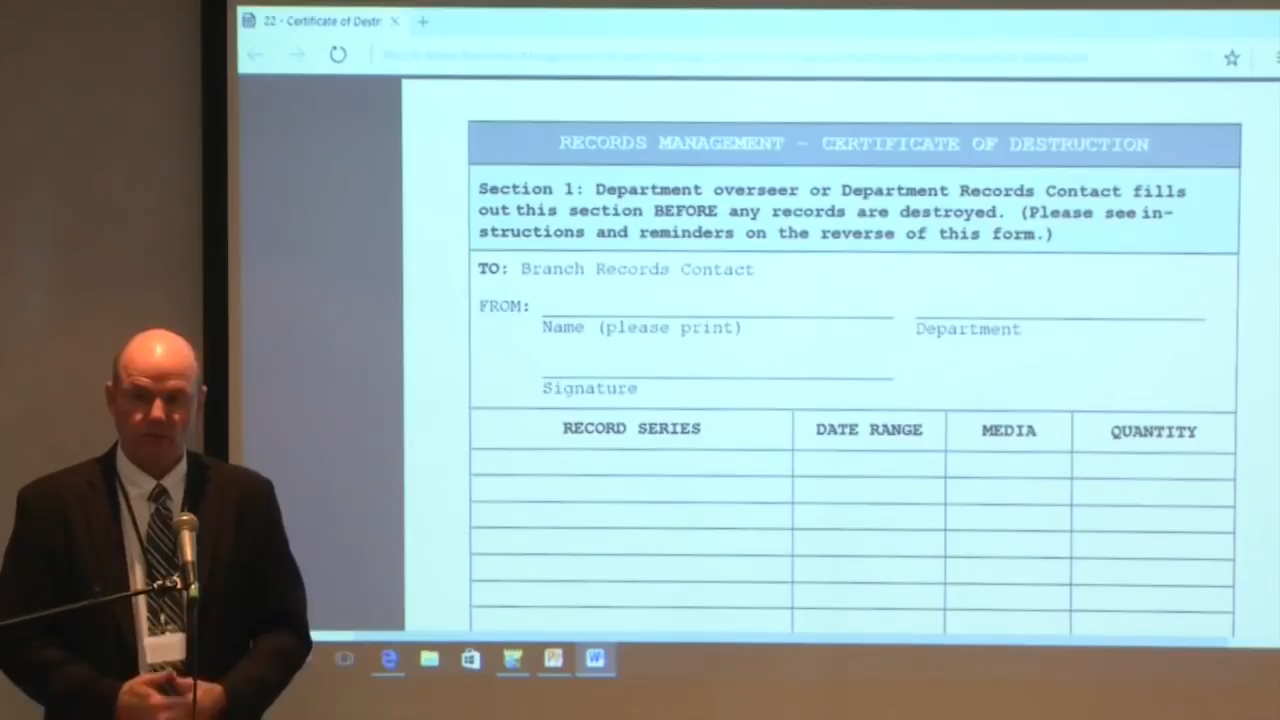 22 - Certificate of Destr
RECORDS MANAGEMENT – CERTIFICATE OF DESTRUCTION
Section 1: Department overseer or Department Records Contact fills
out this section BEFORE any records are destroyed. (Please see in-
structions and reminders on the reverse of this form.)
TO: Branch Records Contact
FROM:
Name (please print) Department
Signature
RECORD SERIES DATE RANGE MEDIA QUANTITY